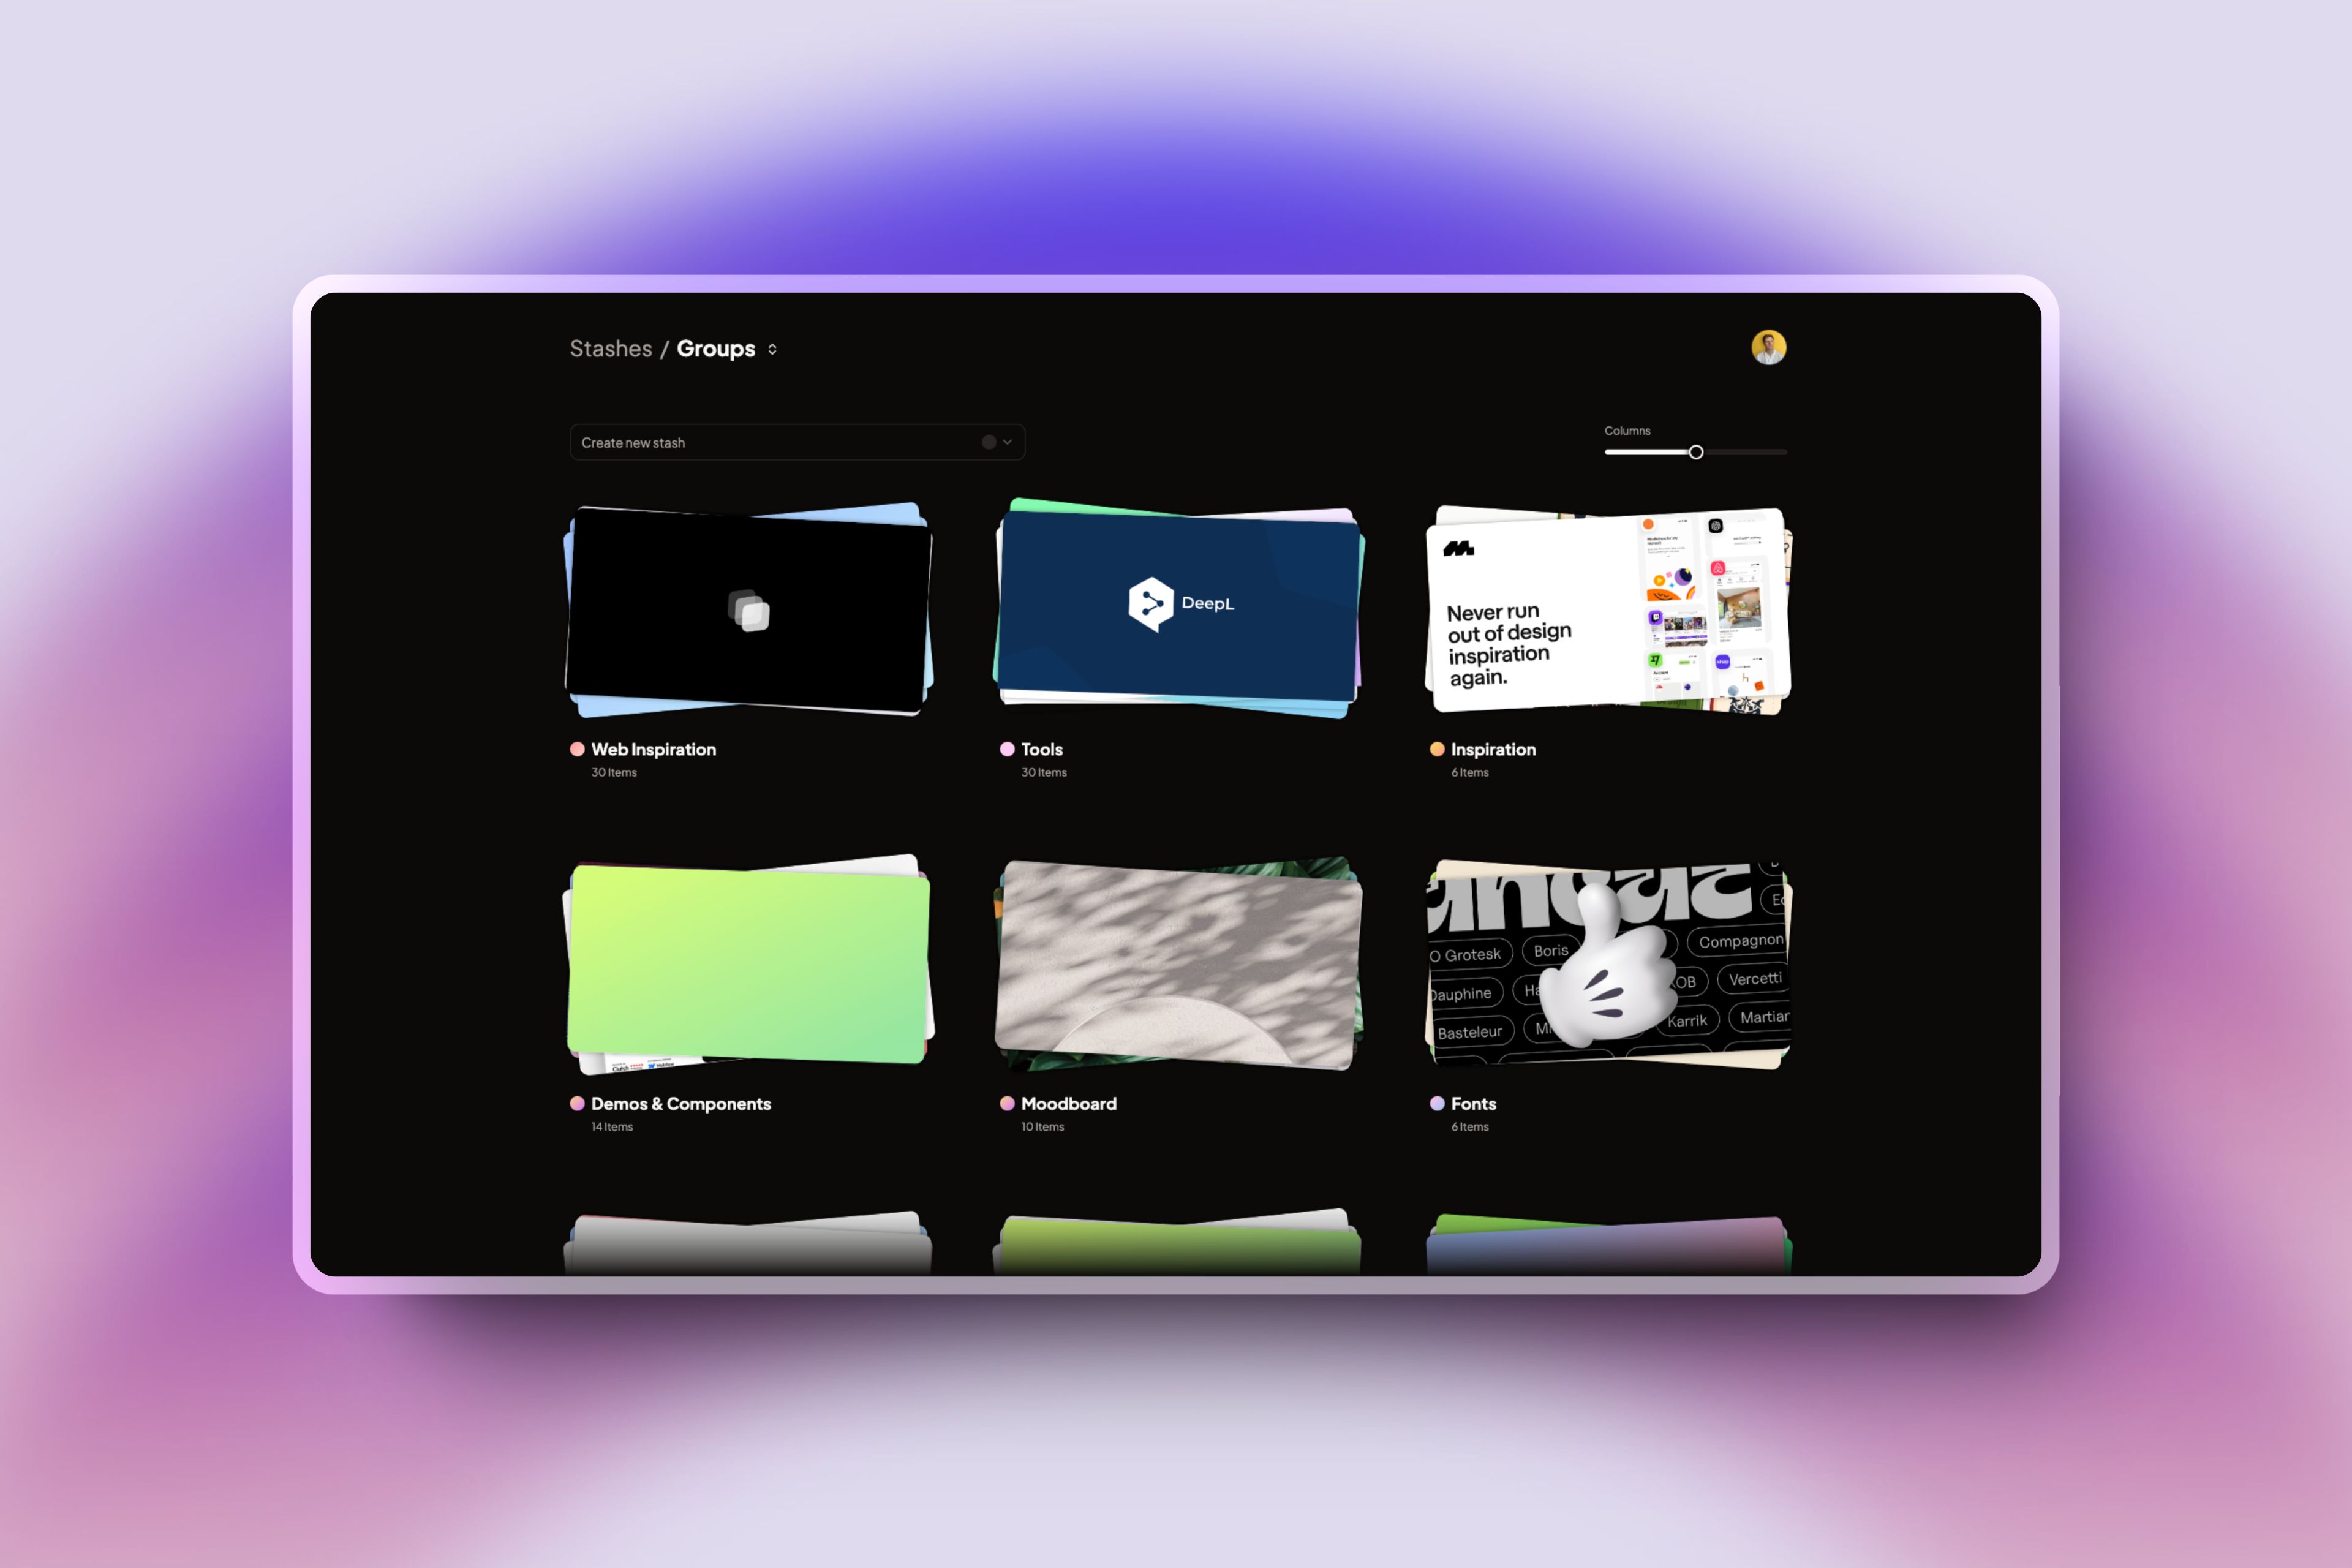 Stashes / Groups
Create new stash
Columns
DeepL
Never run
out of design
inspiration
again.
Web Inspiration
30 Items
Tools
30 Items
Inspiration
6 Items
O Grotesk
Boris
Compagnon
Dauphine
Ha
OB
Vercetti
Basteleur
Karrik
Martian
Demos & Components
14 Items
Moodboard
10 Items
Fonts
6 Items